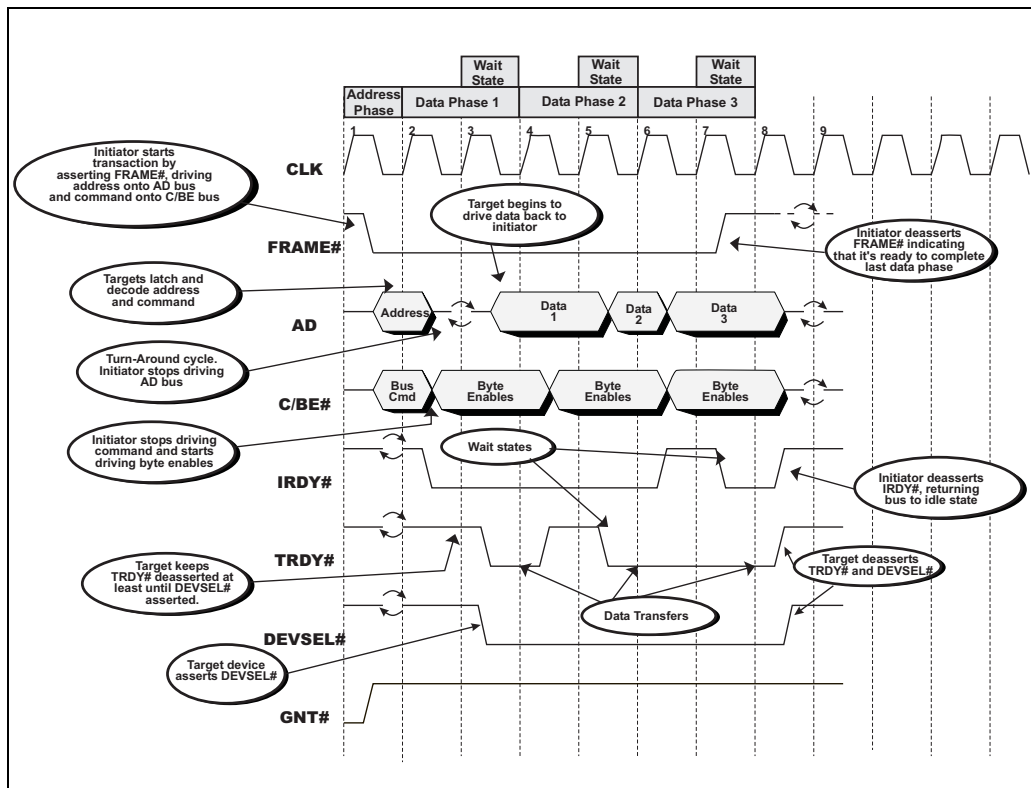 Wait
State
Wait
State
Wait
State
Address
Phase
Data Phase 1
Data Phase 2
Data Phase 3
1
2
3
4
5
6
7
8
9
CLK
Initiator starts
transaction by
asserting FRAME#, driving
address onto AD bus
and command onto C/BE bus
Target begins to
drive data back to
initiator
FRAME#
Initiator deasserts
FRAME# indicating
that it's ready to complete
last data phase
Targets latch and
decode address
and command
AD
Address
Data
1
Data
2
Data
3
Turn-Around cycle.
Initiator stops driving
AD bus
C/BE#
Bus
Cmd
Byte
Enables
Byte
Enables
Byte
Enables
Initiator stops driving
command and starts
driving byte enables
Wait states
IRDY#
Initiator deasserts
IRDY#, returning
bus to idle state
TRDY#
Target keeps
TRDY# deasserted at
least until DEVSEL#
asserted.
Target deasserts
TRDY# and DEVSEL#
Data Transfers
DEVSEL#
Target device
asserts DEVSEL#
GNT#